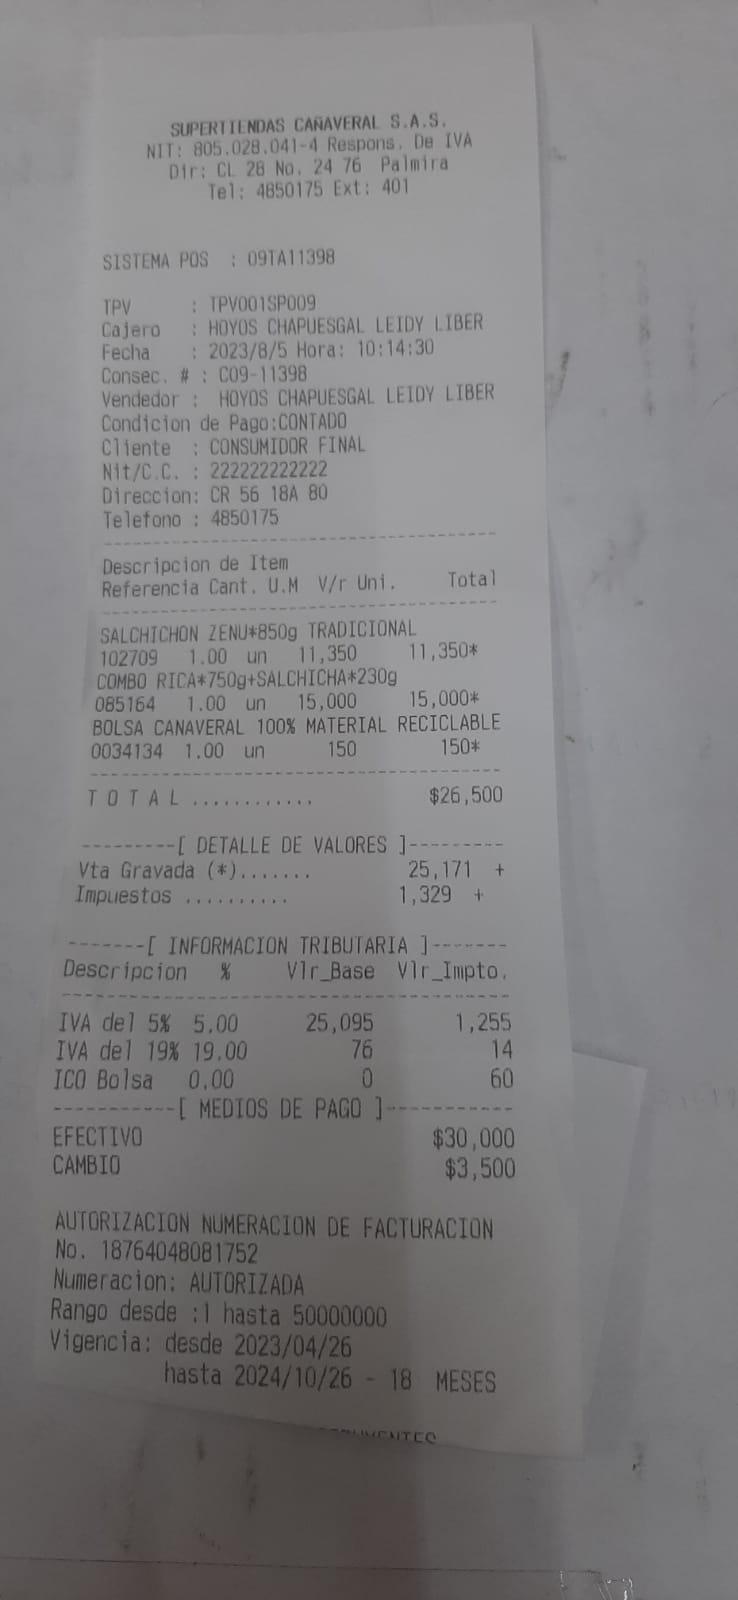 SUPERTIENDAS CAÑAVERAL S.A.S.
NIT: 805.028.041-4 Respons. De IVA
Dir: CL 28 No. 24 76 Palmira
Tel: 4850175 Ext: 401
SISTEMA POS : 09TA11398
TPV : TPV001SP009
Cajero : HOYOS CHAPUESGAL LEIDY LIBER
Fecha : 2023/8/5 Hora: 10:14:30
Consec. # : C09-11398
Vendedor : HOYOS CHAPUESGAL LEIDY LIBER
Condicion de Pago:CONTADO
Cliente : CONSUMIDOR FINAL
Nit/C.C. : 222222222222
Direccion: CR 56 18A 80
Telefono : 4850175
--------------------------------------------
Descripcion de Item
Referencia Cant. U.M V/r Uni. Total
--------------------------------------------
SALCHICHON ZENU*850g TRADICIONAL
102709 1.00 un 11,350 11,350*
COMBO RICA*750g+SALCHICHA*230g
085164 1.00 un 15,000 15,000*
BOLSA CANAVERAL 100% MATERIAL RECICLABLE
0034134 1.00 un 150 150*
--------------------------------------------
T O T A L ............ $26,500
---------[ DETALLE DE VALORES ]---------
Vta Gravada (*)....... 25,171 +
Impuestos .......... 1,329 +
-------[ INFORMACION TRIBUTARIA ]-------
Descripcion % Vlr_Base Vlr_Impto.
--------------------------------------------
IVA del 5% 5.00 25,095 1,255
IVA del 19% 19.00 76 14
ICO Bolsa 0.00 0 60
-----------[ MEDIOS DE PAGO ]-----------
EFECTIVO $30,000
CAMBIO $3,500
AUTORIZACION NUMERACION DE FACTURACION
No. 18764048081752
Numeracion: AUTORIZADA
Rango desde :1 hasta 50000000
Vigencia: desde 2023/04/26
hasta 2024/10/26 - 18 MESES